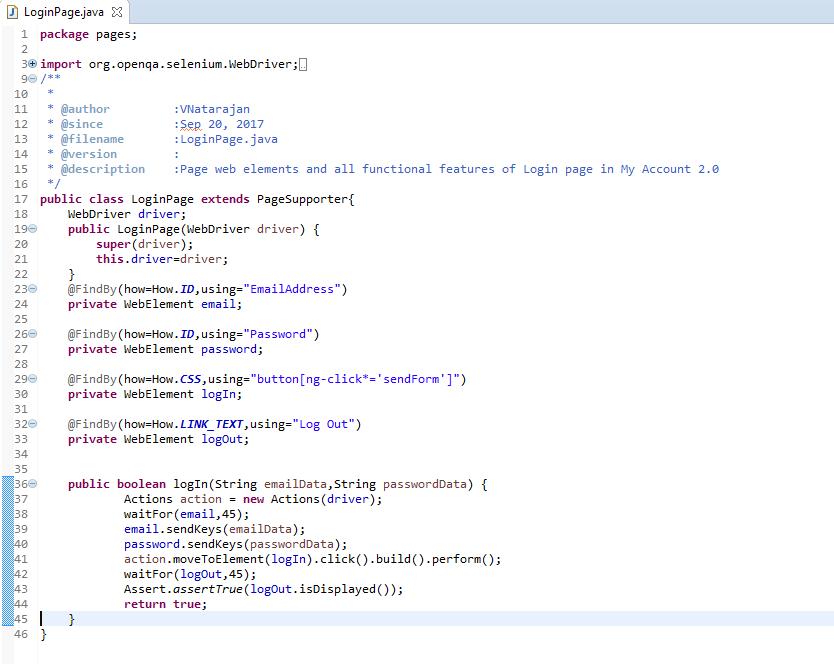 LoginPage.java
1 package pages;
2
3 import org.openqa.selenium.WebDriver;
9 /**
10  *
11  * @author         :VNatarajan
12  * @since          :Sep 20, 2017
13  * @filename       :LoginPage.java
14  * @version        :
15  * @description    :Page web elements and all functional features of Login page in My Account 2.0
16  */
17 public class LoginPage extends PageSupporter{
18     WebDriver driver;
19     public LoginPage(WebDriver driver) {
20         super(driver);
21         this.driver=driver;
22     }
23     @FindBy(how=How.ID,using="EmailAddress")
24     private WebElement email;
25
26     @FindBy(how=How.ID,using="Password")
27     private WebElement password;
28
29     @FindBy(how=How.CSS,using="button[ng-click*='sendForm']")
30     private WebElement logIn;
31
32     @FindBy(how=How.LINK_TEXT,using="Log Out")
33     private WebElement logOut;
34
35
36     public boolean logIn(String emailData,String passwordData) {
37             Actions action = new Actions(driver);
38             waitFor(email,45);
39             email.sendKeys(emailData);
40             password.sendKeys(passwordData);
41             action.moveToElement(logIn).click().build().perform();
42             waitFor(logOut,45);
43             Assert.assertTrue(logOut.isDisplayed());
44             return true;
45     }
46 }